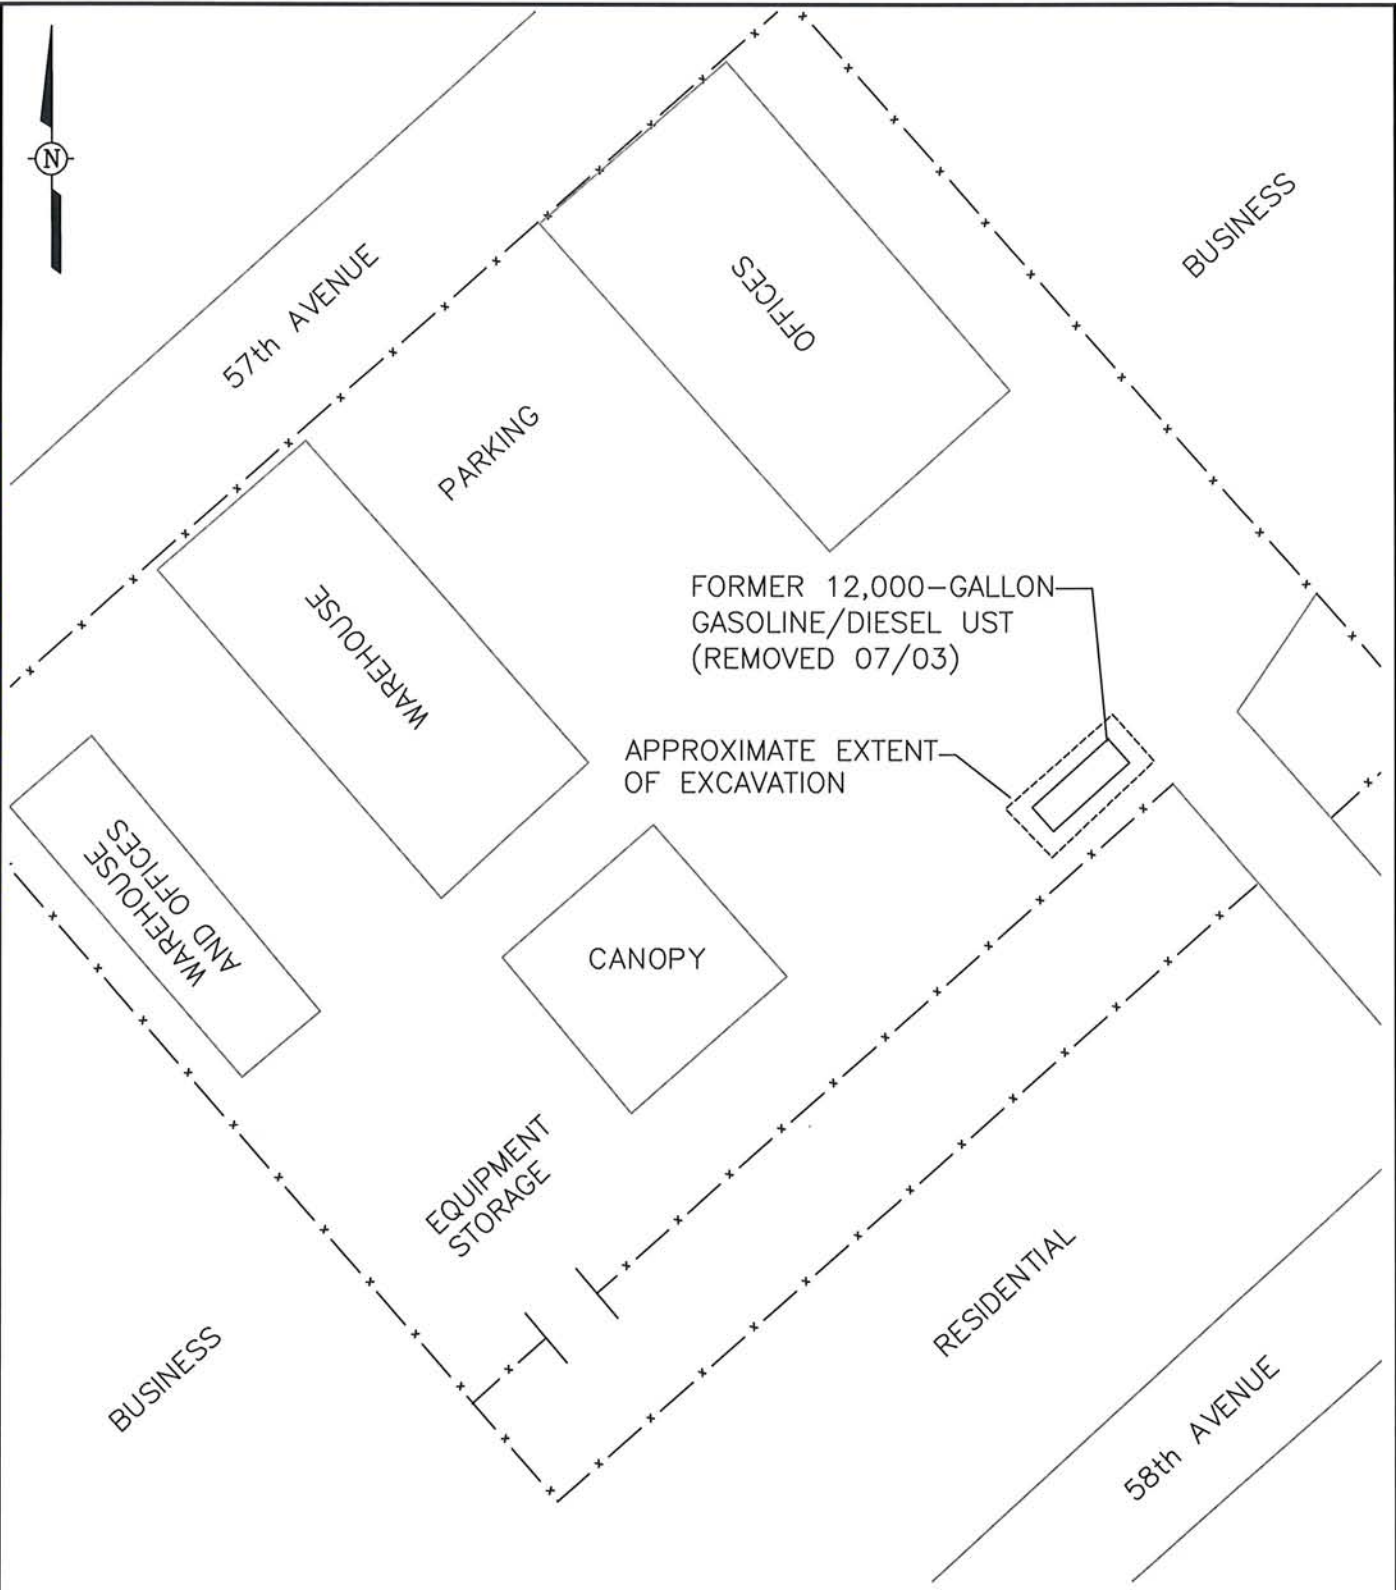 N
57th AVENUE
BUSINESS
OFFICES
PARKING
WAREHOUSE
FORMER 12,000-GALLON
GASOLINE/DIESEL UST
(REMOVED 07/03)
APPROXIMATE EXTENT
OF EXCAVATION
WAREHOUSE
AND OFFICES
CANOPY
EQUIPMENT
STORAGE
RESIDENTIAL
BUSINESS
58th AVENUE